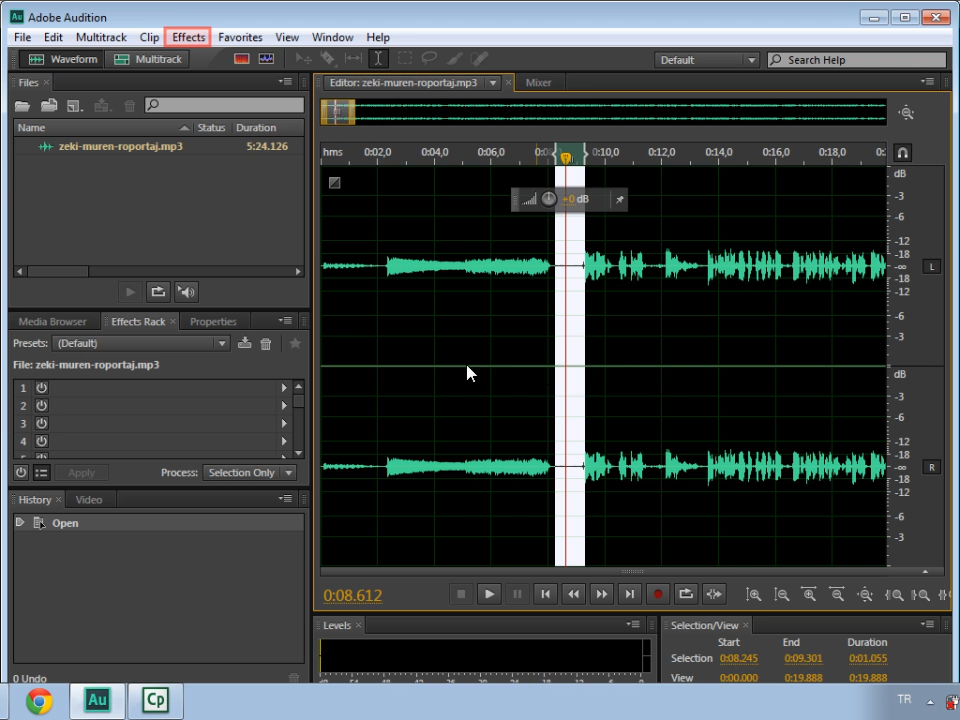 Au Adobe Audition
File Edit Multitrack Clip Effects Favorites View Window Help
Waveform Multitrack Default Search Help
Files
Name Status Duration
zeki-muren-roportaj.mp3 5:24.126
Media Browser Effects Rack Properties
Presets: (Default)
File: zeki-muren-roportaj.mp3
1
2
3
4
Apply Process: Selection Only
History Video
Open
0 Undo
Editor: zeki-muren-roportaj.mp3 Mixer
hms 0:02,0 0:04,0 0:06,0 0:10,0 0:12,0 0:14,0 0:16,0 0:18,0
+0 dB
dB
-3
-6
-12
-18
-∞ L
-18
-12
-6
-3
dB
-3
-6
-12
-18
-∞ R
-18
-12
-6
-3
0:08.612
Levels
Selection/View
Start End Duration
Selection 0:08.245 0:09.301 0:01.055
View 0:00.000 0:19.888 0:19.888
Au Cp TR